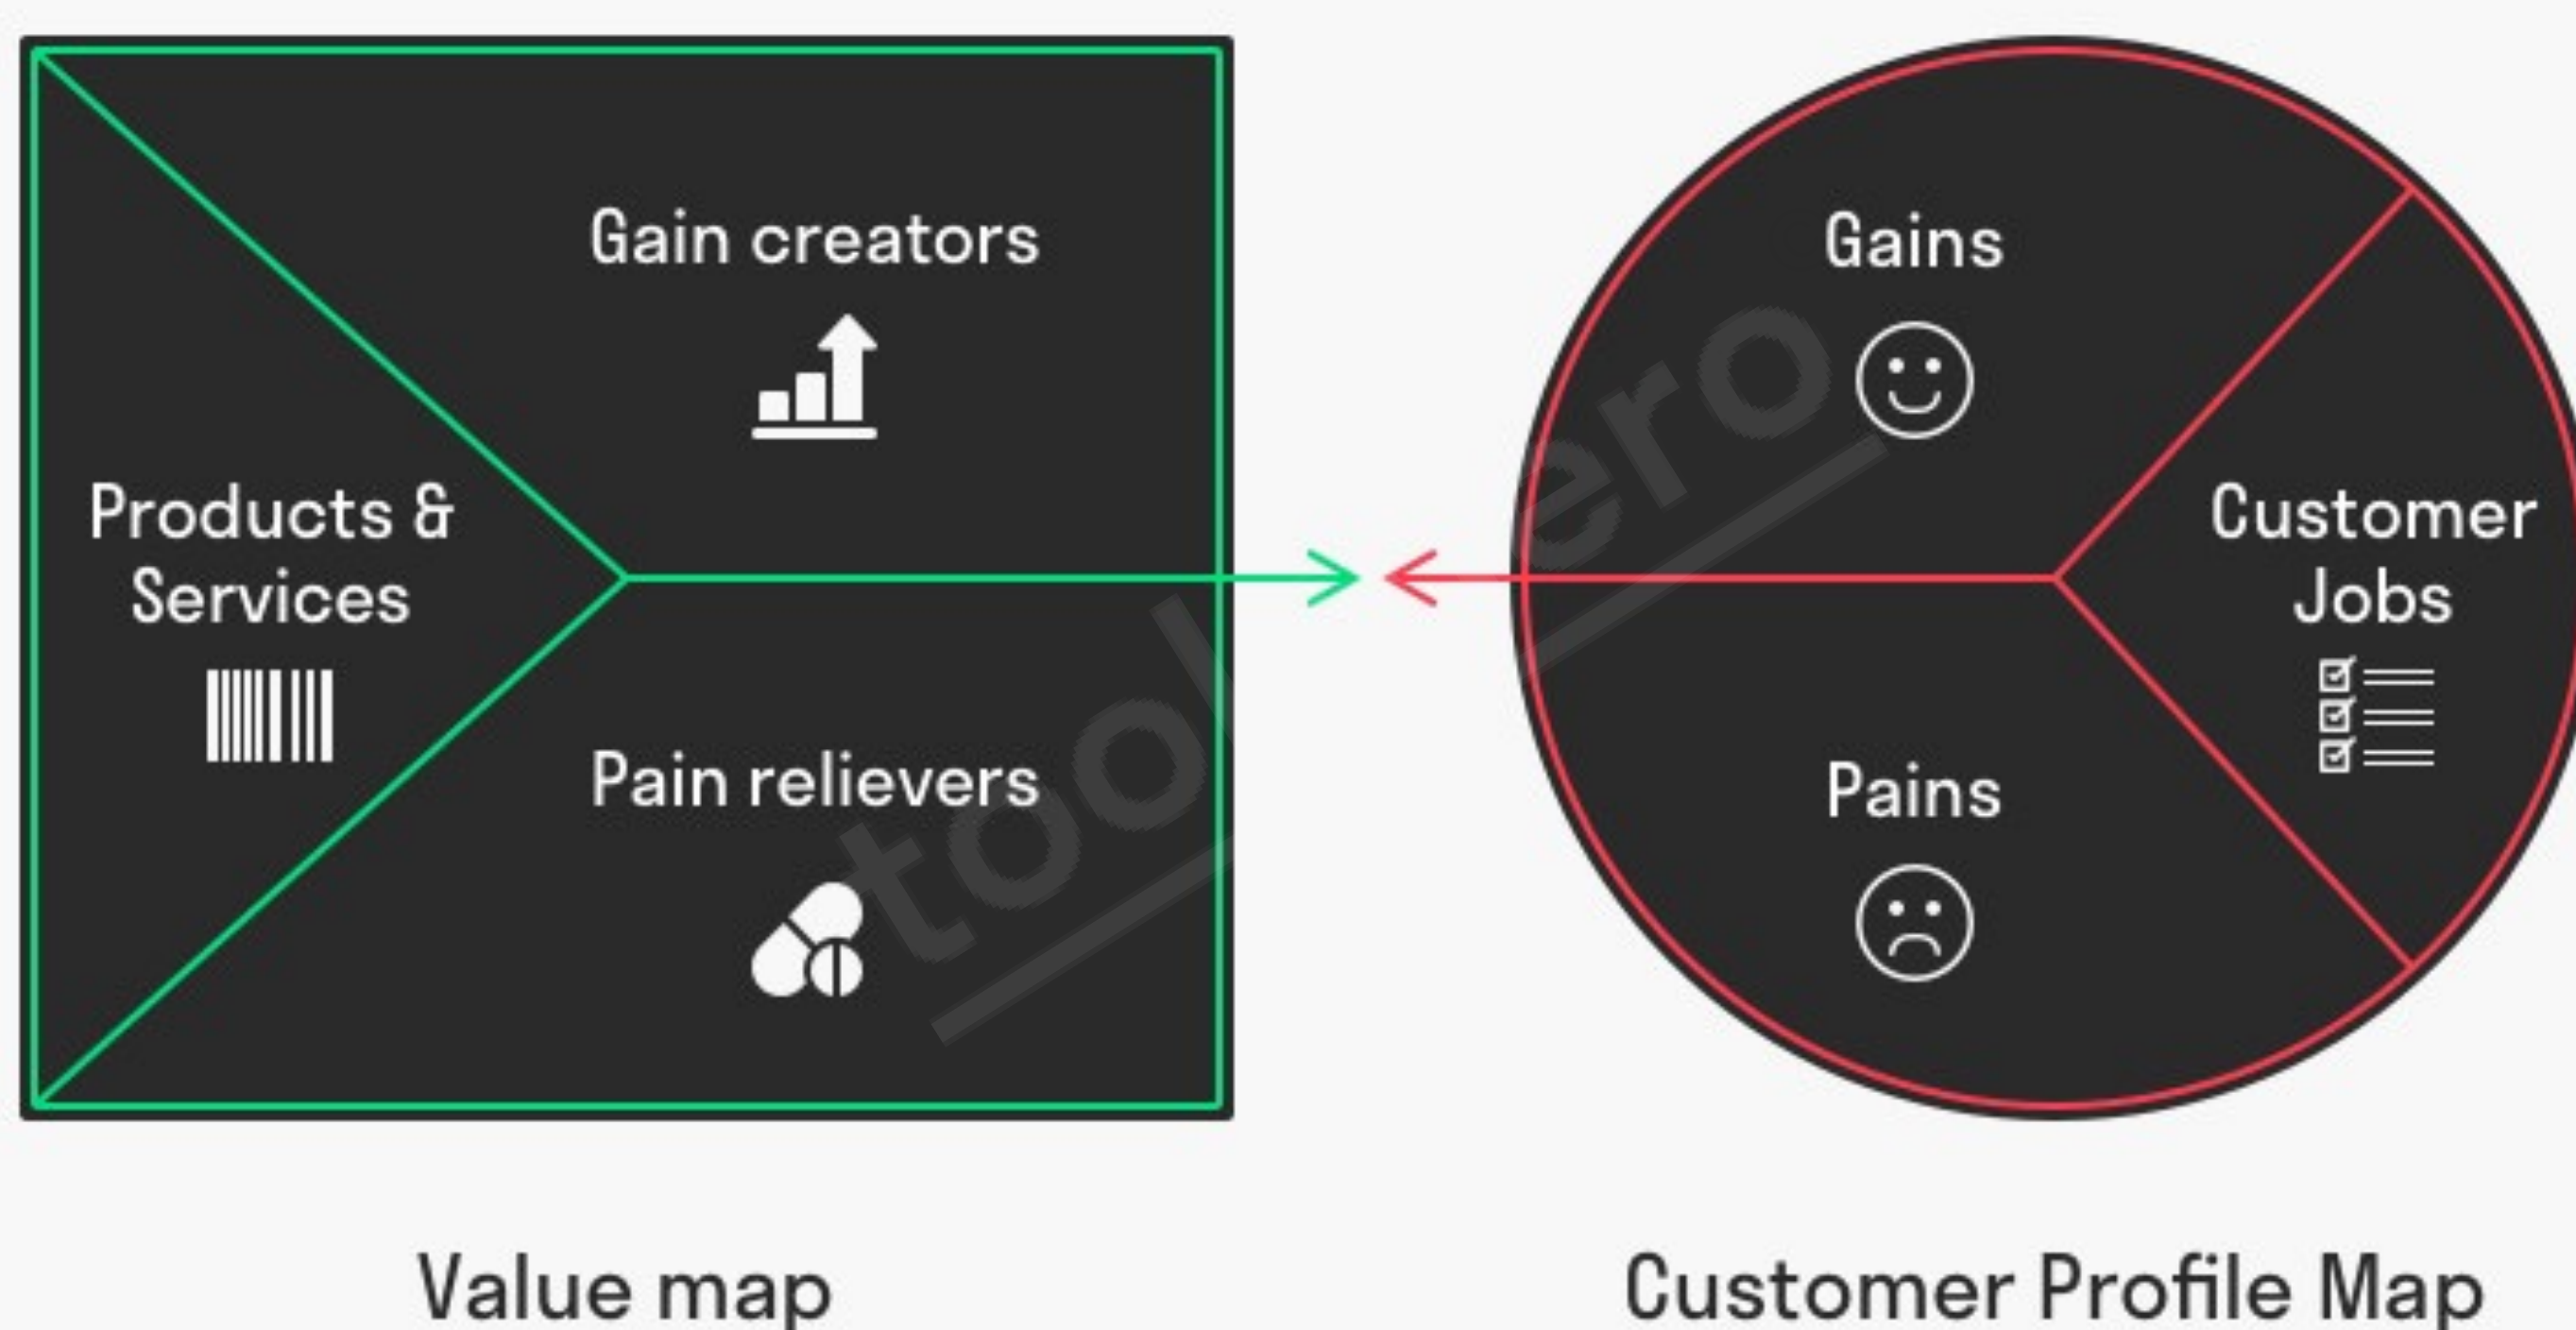 Gain creators
Products &
Services
Pain relievers
Gains
Customer
Jobs
Pains
Value map
Customer Profile Map